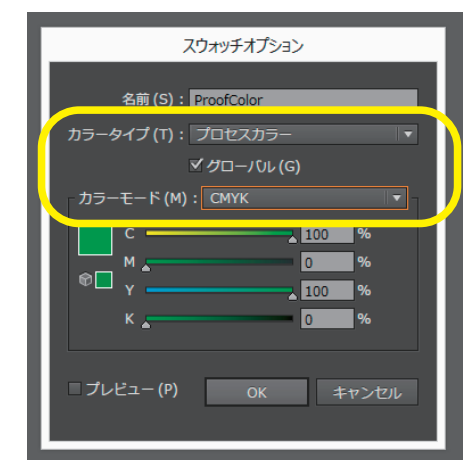 スウォッチオプション
名前 (S) : ProofColor
カラータイプ (T) : プロセスカラー
グローバル (G)
カラーモード (M) : CMYK
C 100 %
M 0 %
Y 100 %
K 0 %
プレビュー (P) OK キャンセル